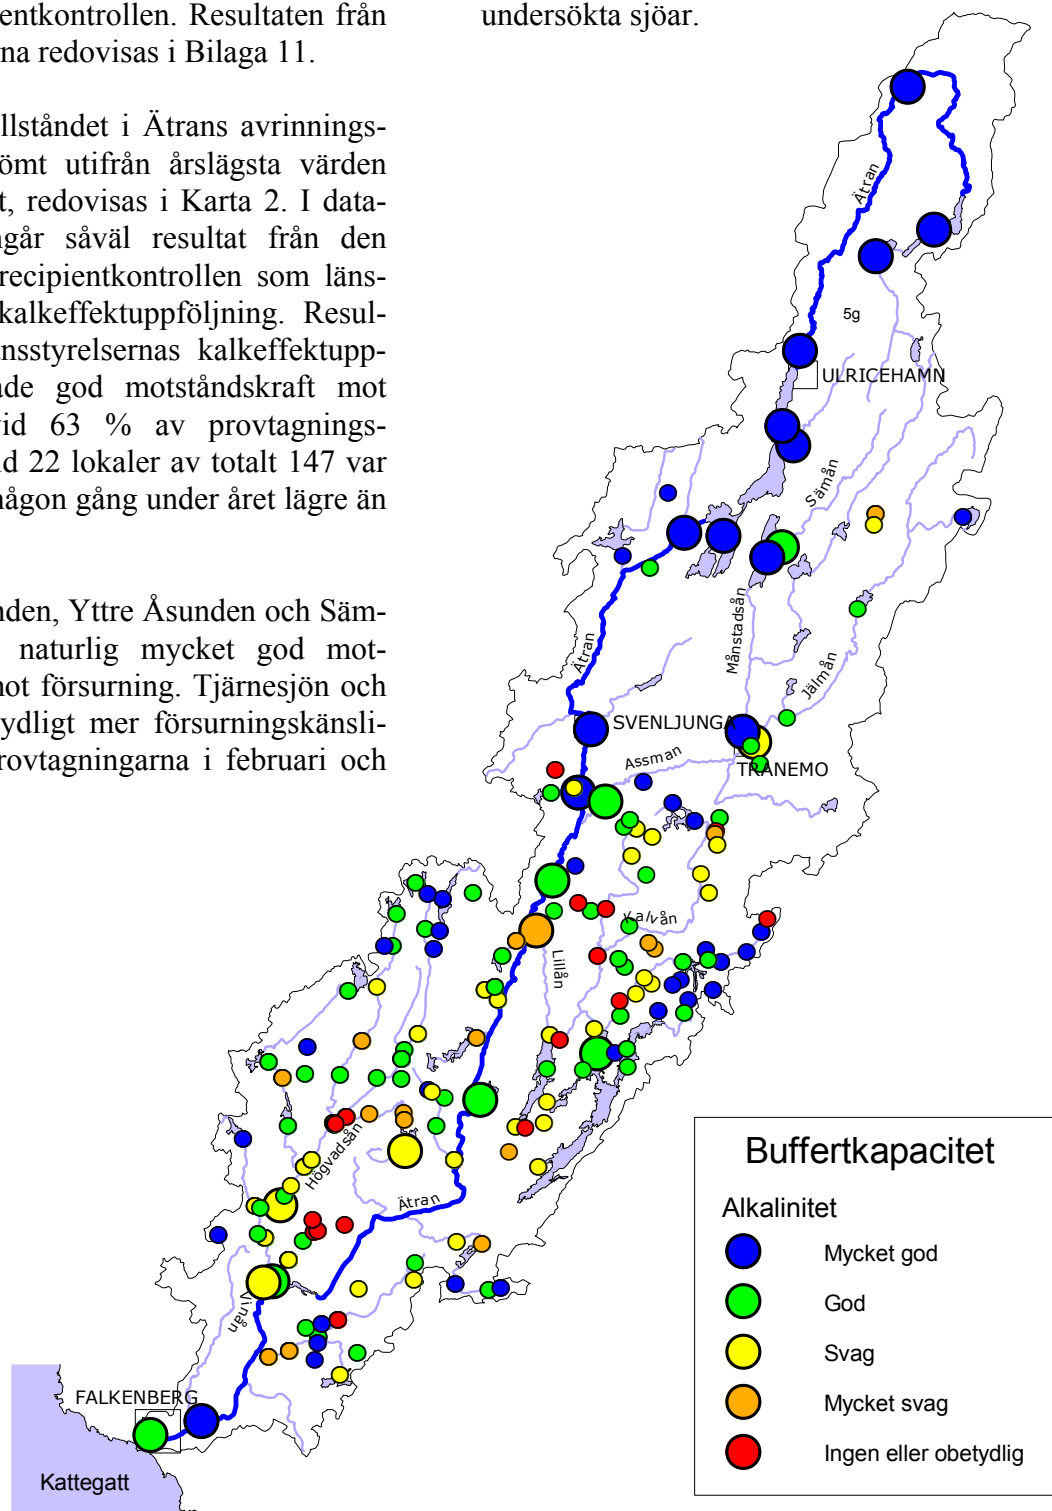 entkontrollen. Resultaten från
na redovisas i Bilaga 11.
llståndet i Ätrans avrinnings-
ömt utifrån årslägsta värden
t, redovisas i Karta 2. I data-
ngår såväl resultat från den
recipientkontrollen som läns-
kalkeffektuppföljning. Resul-
nsstyrelsernas kalkeffektupp-
de god motståndskraft mot
vid 63 % av provtagnings-
id 22 lokaler av totalt 147 var
någon gång under året lägre än
nden, Yttre Åsunden och Säm-
naturlig mycket god mot-
not försurning. Tjärnesjön och
ydligt mer försurningskänsli-
rovtagningarna i februari och
undersökta sjöar.
Ätran
5g
ULRICEHAMN
Sämån
Månstadsån
Ätran
Jälmån
SVENLJUNGA
Assman
TRANEMO
Kalvån
Lillån
Högvadsån
Ätran
Vinån
FALKENBERG
Kattegatt
Buffertkapacitet
Alkalinitet
Mycket god
God
Svag
Mycket svag
Ingen eller obetydlig